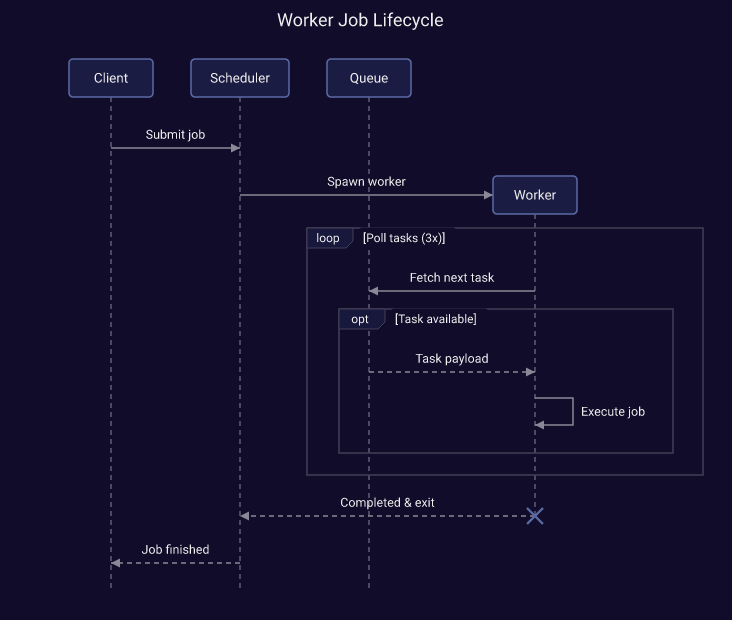 Worker Job Lifecycle
Client
Scheduler
Queue
Submit job
Spawn worker
Worker
loop
[Poll tasks (3x)]
Fetch next task
opt
[Task available]
Task payload
Execute job
Completed & exit
Job finished